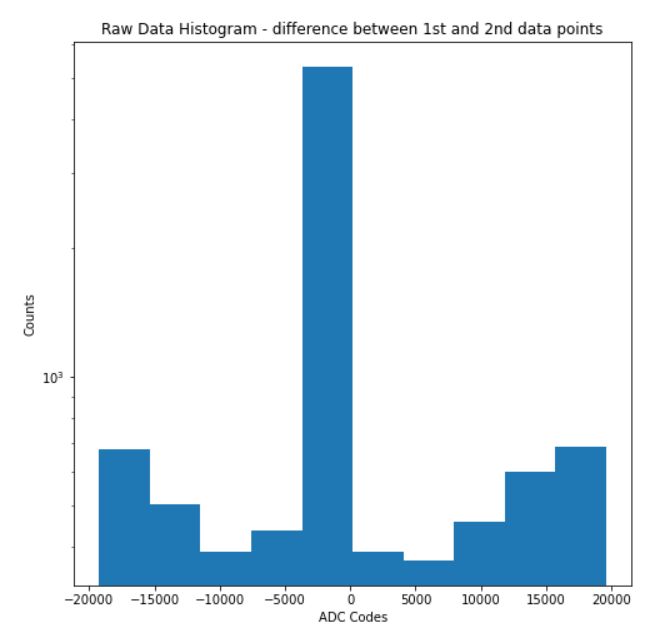 Raw Data Histogram - difference between 1st and 2nd data points
Counts
10³
−20000 −15000 −10000 −5000 0 5000 10000 15000 20000
ADC Codes